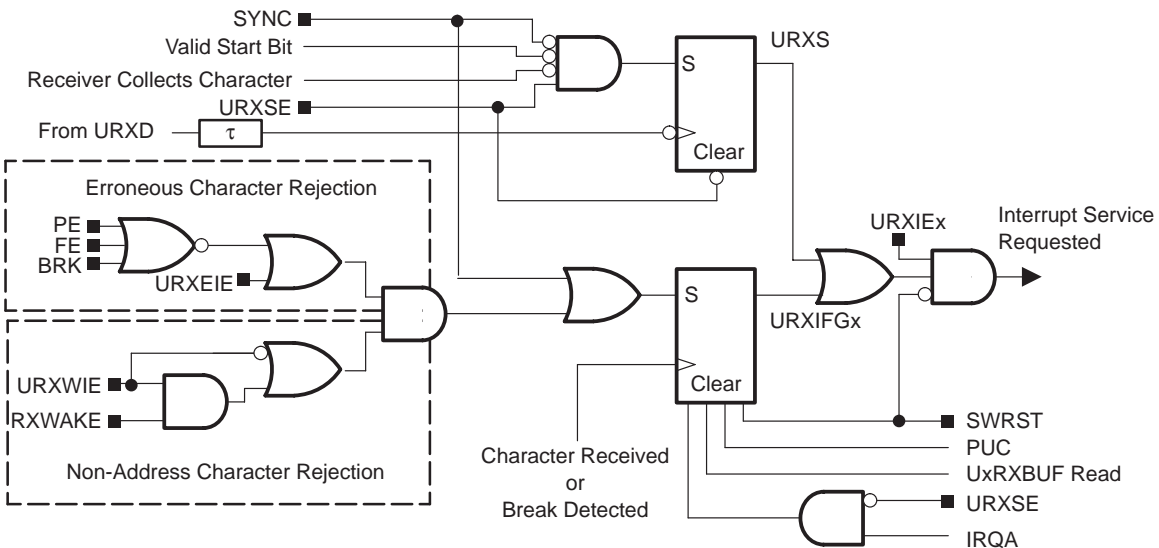 SYNC
Valid Start Bit
Receiver Collects Character
URXSE
From URXD
τ
S
Clear
URXS
Erroneous Character Rejection
PE
FE
BRK
URXEIE
URXWIE
RXWAKE
Non-Address Character Rejection
S
Clear
URXIFGx
URXIEx
Interrupt Service
Requested
Character Received
or
Break Detected
SWRST
PUC
UxRXBUF Read
URXSE
IRQA